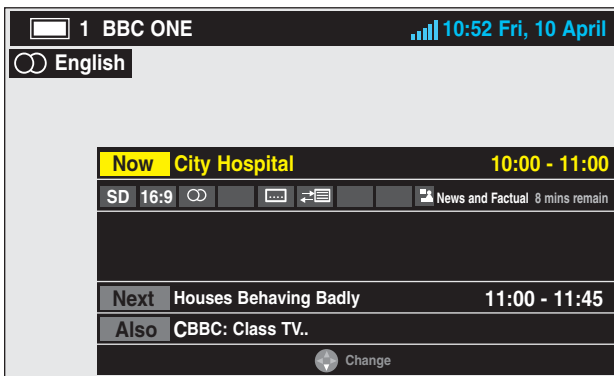 1 BBC ONE 10:52 Fri, 10 April
English
Now City Hospital 10:00 - 11:00
SD 16:9 News and Factual 8 mins remain
Next Houses Behaving Badly 11:00 - 11:45
Also CBBC: Class TV..
Change